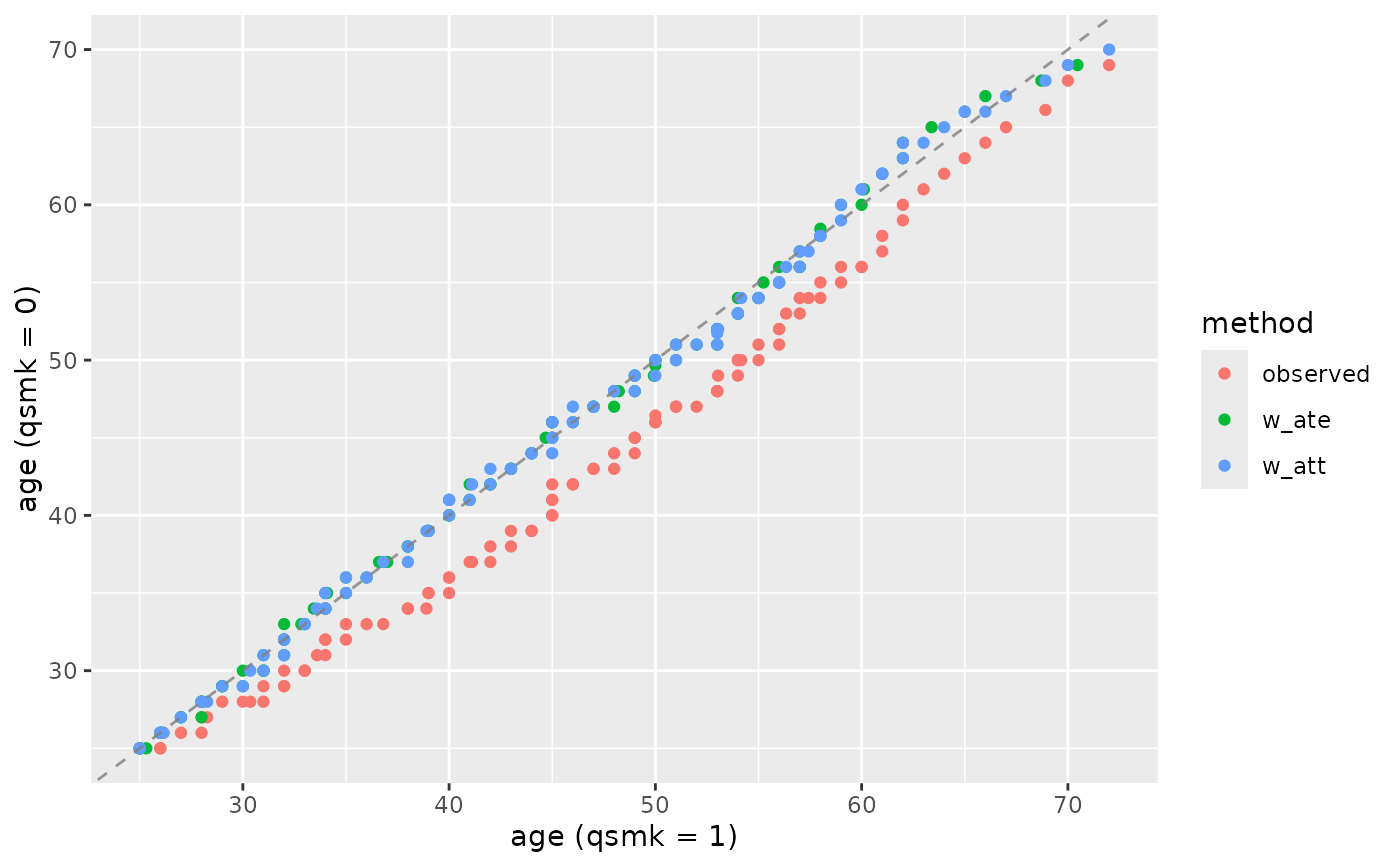 70
60
50
40
30
age (qsmk = 0)
30 40 50 60 70
age (qsmk = 1)
method
observed
w_ate
w_att